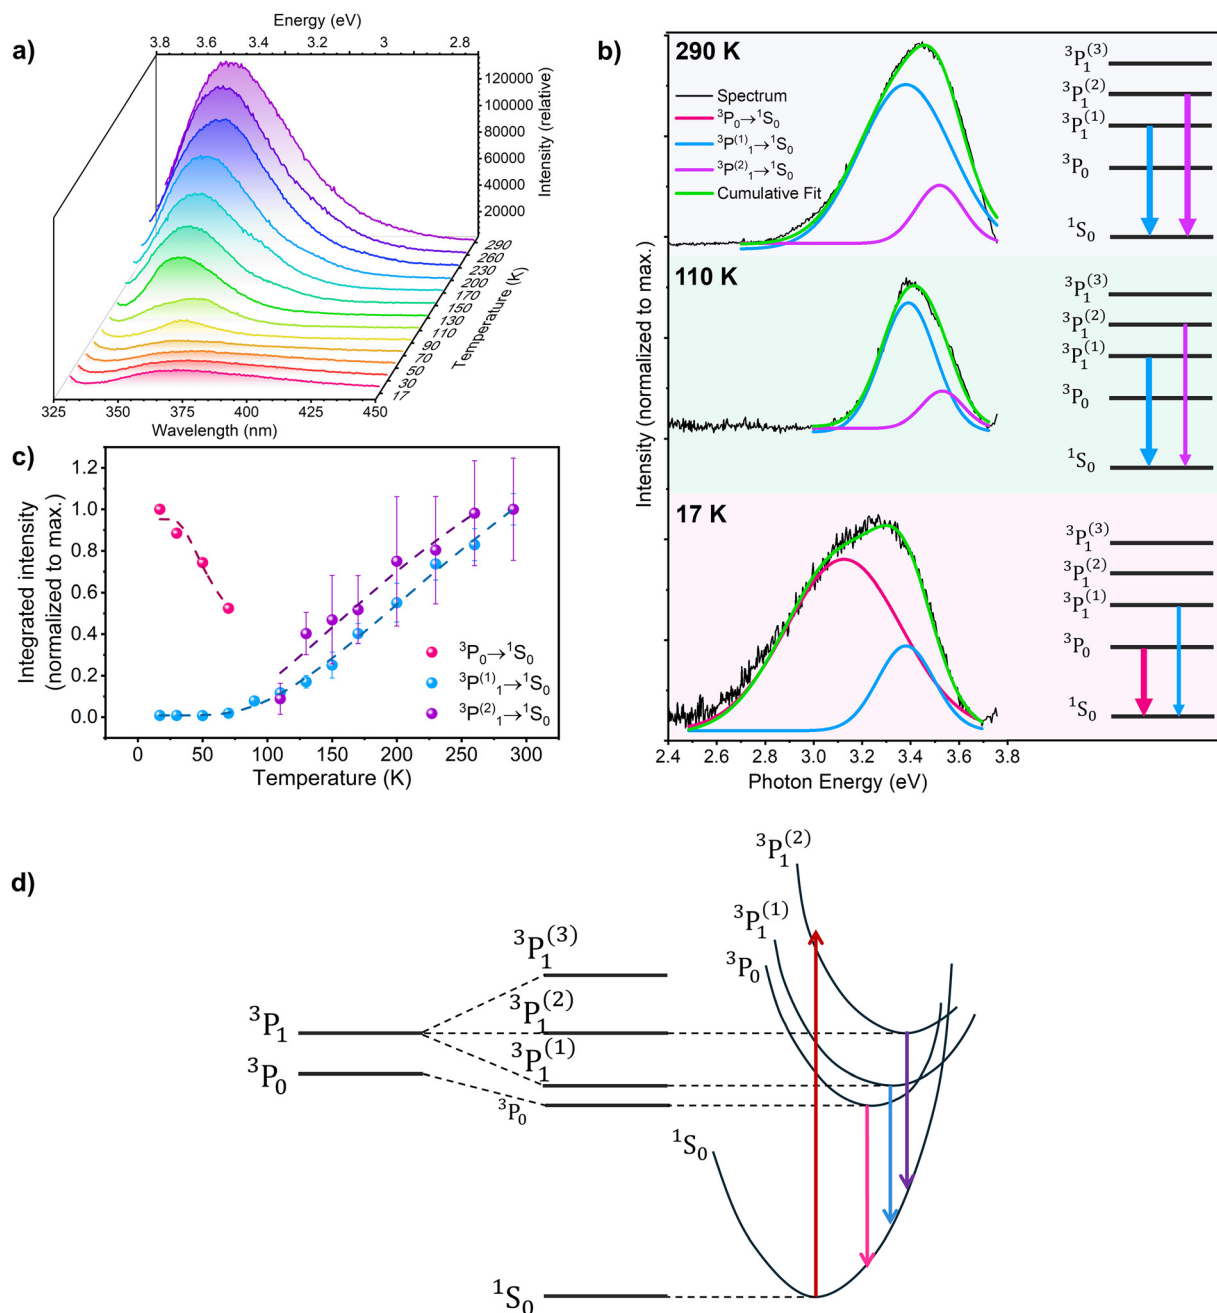 a)
Energy (eV)
3.8 3.6 3.4 3.2 3 2.8
120000
100000
80000
60000
40000
20000
Intensity (relative)
290
260
230
200
170
150
130
110
90
70
50
30
17
Temperature (K)
325 350 375 400 425 450
Wavelength (nm)
b)
290 K
Spectrum
³P₀→¹S₀
³P⁽¹⁾₁→¹S₀
³P⁽²⁾₁→¹S₀
Cumulative Fit
³P₁⁽³⁾
³P₁⁽²⁾
³P₁⁽¹⁾
³P₀
¹S₀
110 K
³P₁⁽³⁾
³P₁⁽²⁾
³P₁⁽¹⁾
³P₀
¹S₀
17 K
³P₁⁽³⁾
³P₁⁽²⁾
³P₁⁽¹⁾
³P₀
¹S₀
Intensity (normalized to max.)
2.4 2.6 2.8 3.0 3.2 3.4 3.6 3.8
Photon Energy (eV)
c)
1.2
1.0
0.8
0.6
0.4
0.2
0.0
Integrated intensity
(normalized to max.)
³P₀→¹S₀
³P⁽¹⁾₁→¹S₀
³P⁽²⁾₁→¹S₀
0 50 100 150 200 250 300
Temperature (K)
d)
³P₁
³P₀
³P₁⁽³⁾
³P₁⁽²⁾
³P₁⁽¹⁾
³P₀
¹S₀
³P₁⁽²⁾
³P₁⁽¹⁾
³P₀
¹S₀